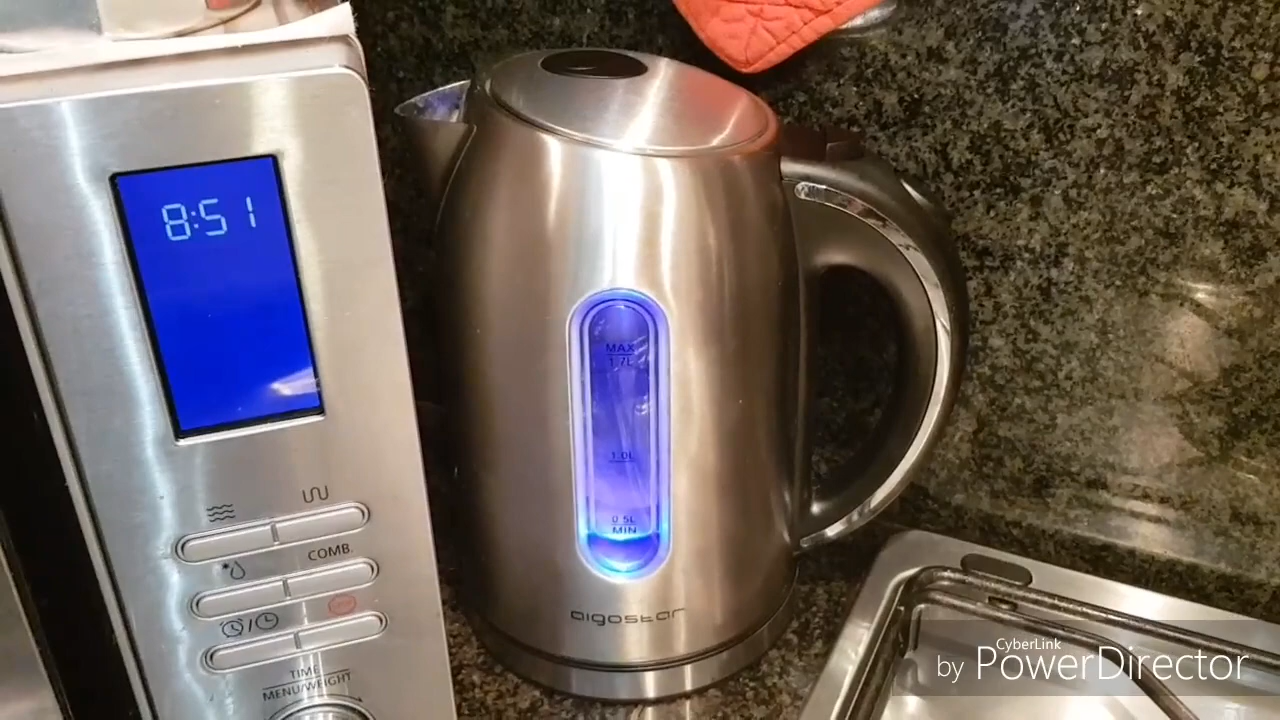 8:51
COMB.
TIME
MENU/WEIGHT
MAX
1.7L
1.0L
0.5L
MIN
aigostar
CyberLink
by PowerDirector